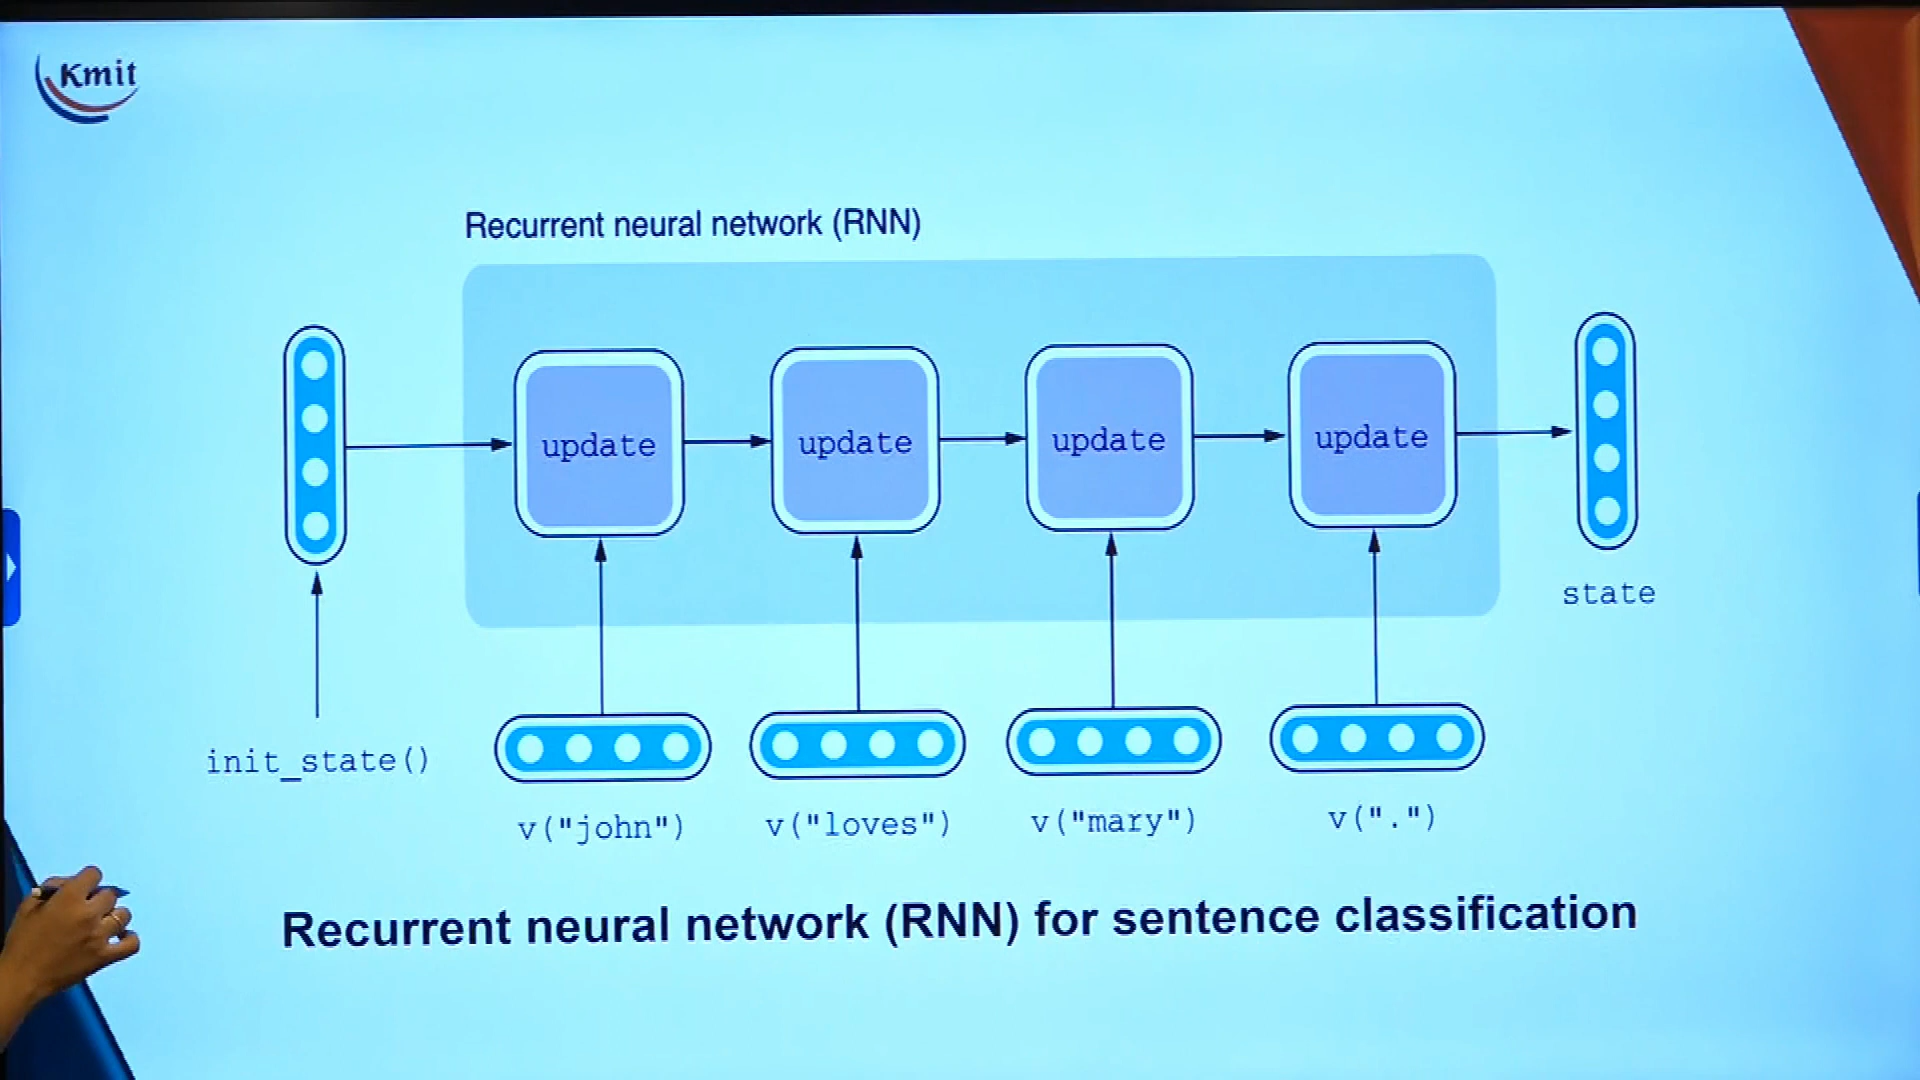 Kmit
Recurrent neural network (RNN)
update
update
update
update
state
init_state()
v("john")
v("loves")
v("mary")
v(".")
Recurrent neural network (RNN) for sentence classification